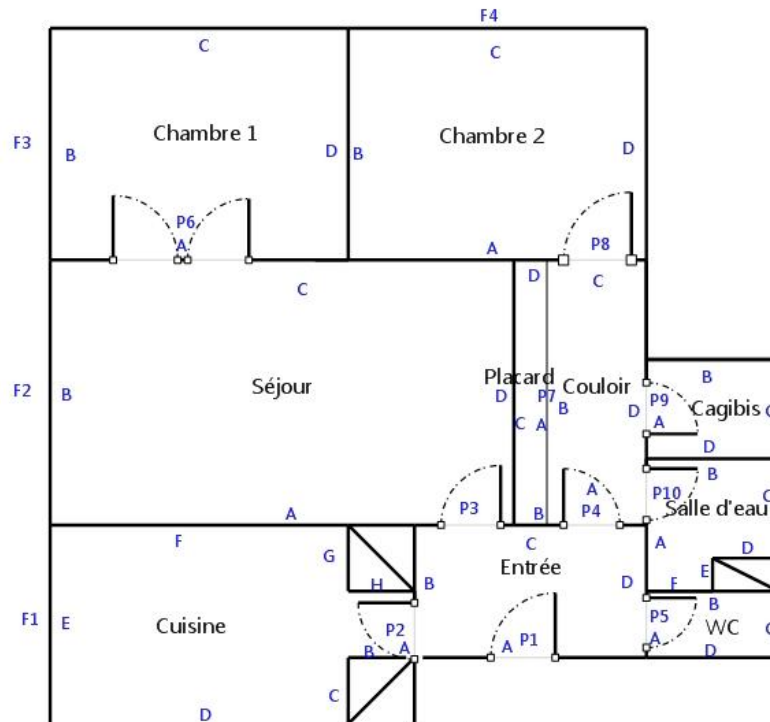 F4
C
C
F3
Chambre 1
Chambre 2
B
D
B
D
P6
A
A
P8
D
C
C
F2
B
Séjour
Placard
Couloir
B
P9
Cagibis
C
D
P7
B
D
A
C
A
D
P3
A
P4
B
P10
C
Salle d'eau
A
B
F
C
A
D
G
Entrée
H
B
D
E
F
F1
E
Cuisine
P2
B
A
A
P1
P5
A
B
WC
C
D
C
D